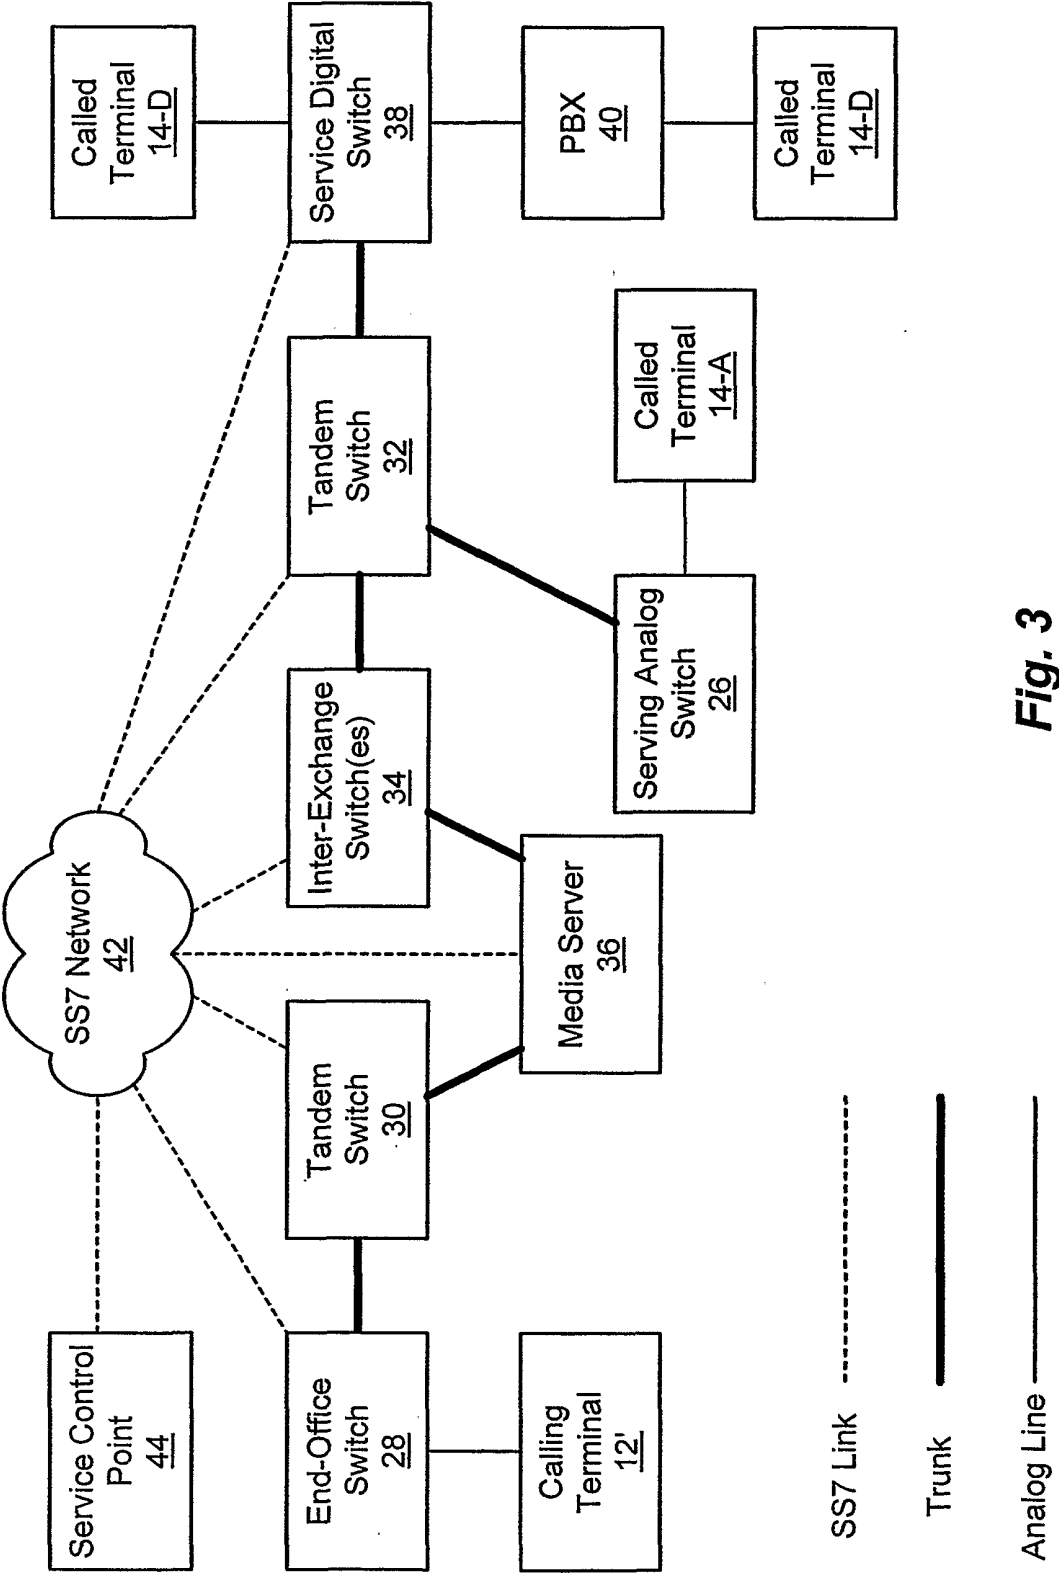 Service Control
Point
44
SS7 Network
42
Called
Terminal
14-D
End-Office
Switch
28
Tandem
Switch
30
Inter-Exchange
Switch(es)
34
Tandem
Switch
32
Service Digital
Switch
38
Calling
Terminal
12'
Media Server
36
Serving Analog
Switch
26
Called
Terminal
14-A
PBX
40
Called
Terminal
14-D
SS7 Link
Trunk
Analog Line
Fig. 3